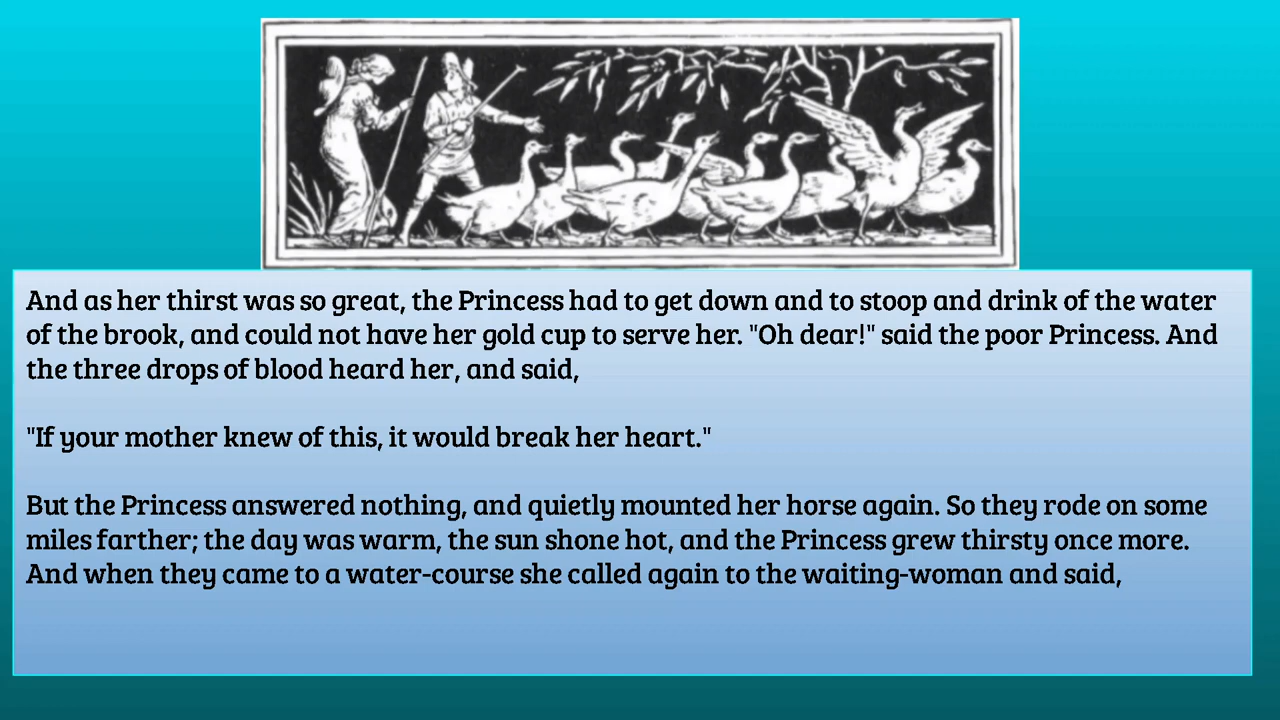 And as her thirst was so great, the Princess had to get down and to stoop and drink of the water
of the brook, and could not have her gold cup to serve her. "Oh dear!" said the poor Princess. And
the three drops of blood heard her, and said,
"If your mother knew of this, it would break her heart."
But the Princess answered nothing, and quietly mounted her horse again. So they rode on some
miles farther; the day was warm, the sun shone hot, and the Princess grew thirsty once more.
And when they came to a water-course she called again to the waiting-woman and said,